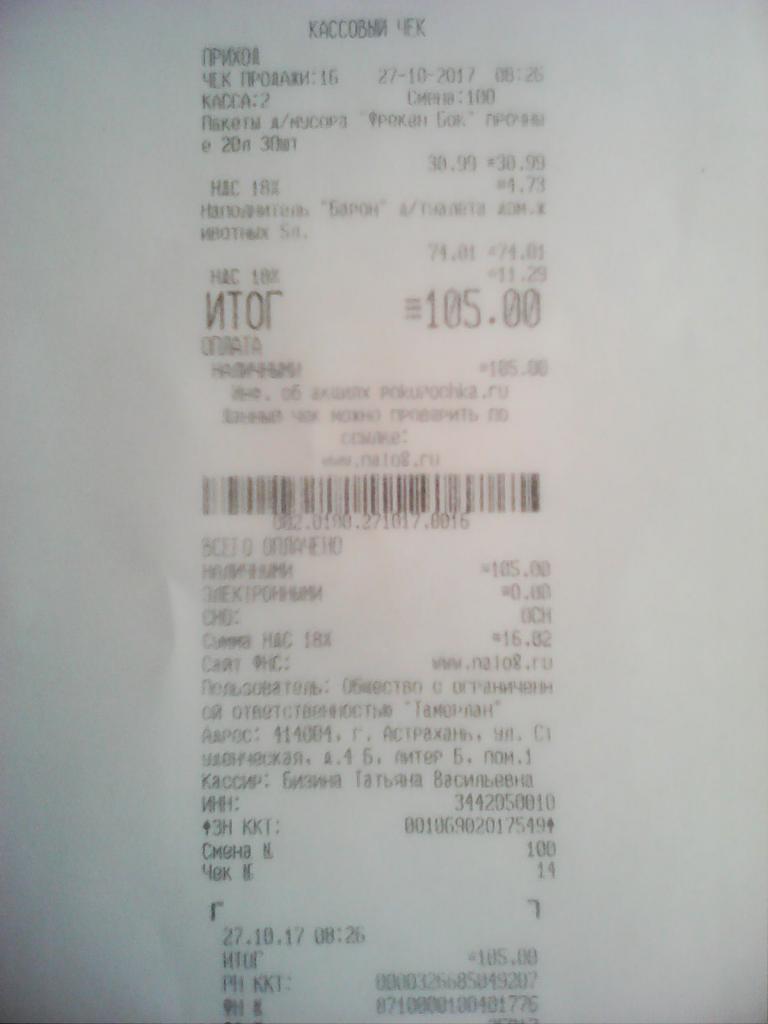 КАССОВЫЙ ЧЕК
ПРИХОД
ЧЕК ПРОДАЖИ:16 27-10-2017 08:26
КАССА:2 Смена:100
Пакеты д/мусора "Фрекен Бок" прочны
е 20л 30шт
30.99 =30.99
НДС 18% =4.73
Наполнитель "Барон" д/туалета дом.ж
ивотных 5л.
74.01 =74.01
НДС 18% =11.29
ИТОГ =105.00
ОПЛАТА
НАЛИЧНЫМИ =105.00
Инф. об акциях pokupochka.ru
Данный чек можно проверить по
ссылке:
www.nalog.ru
002.0100.271017.0016
ВСЕГО ОПЛАЧЕНО
НАЛИЧНЫМИ =105.00
ЭЛЕКТРОННЫМИ =0.00
СНО: ОСН
Сумма НДС 18% =16.02
Сайт ФНС: www.nalog.ru
Пользователь: Общество с ограниченн
ой ответственностью "Таморлан"
Адрес: 414004, г. Астрахань, ул. Ст
уденческая, д.4 Б, литер Б, пом.1
Кассир: Бизина Татьяна Васильевна
ИНН: 3442050010
ЗН ККТ: 00106902017549
Смена № 100
Чек № 14
27.10.17 08:26
ИТОГ =105.00
РН ККТ: 0000326685049207
ФН № 8710000100401776